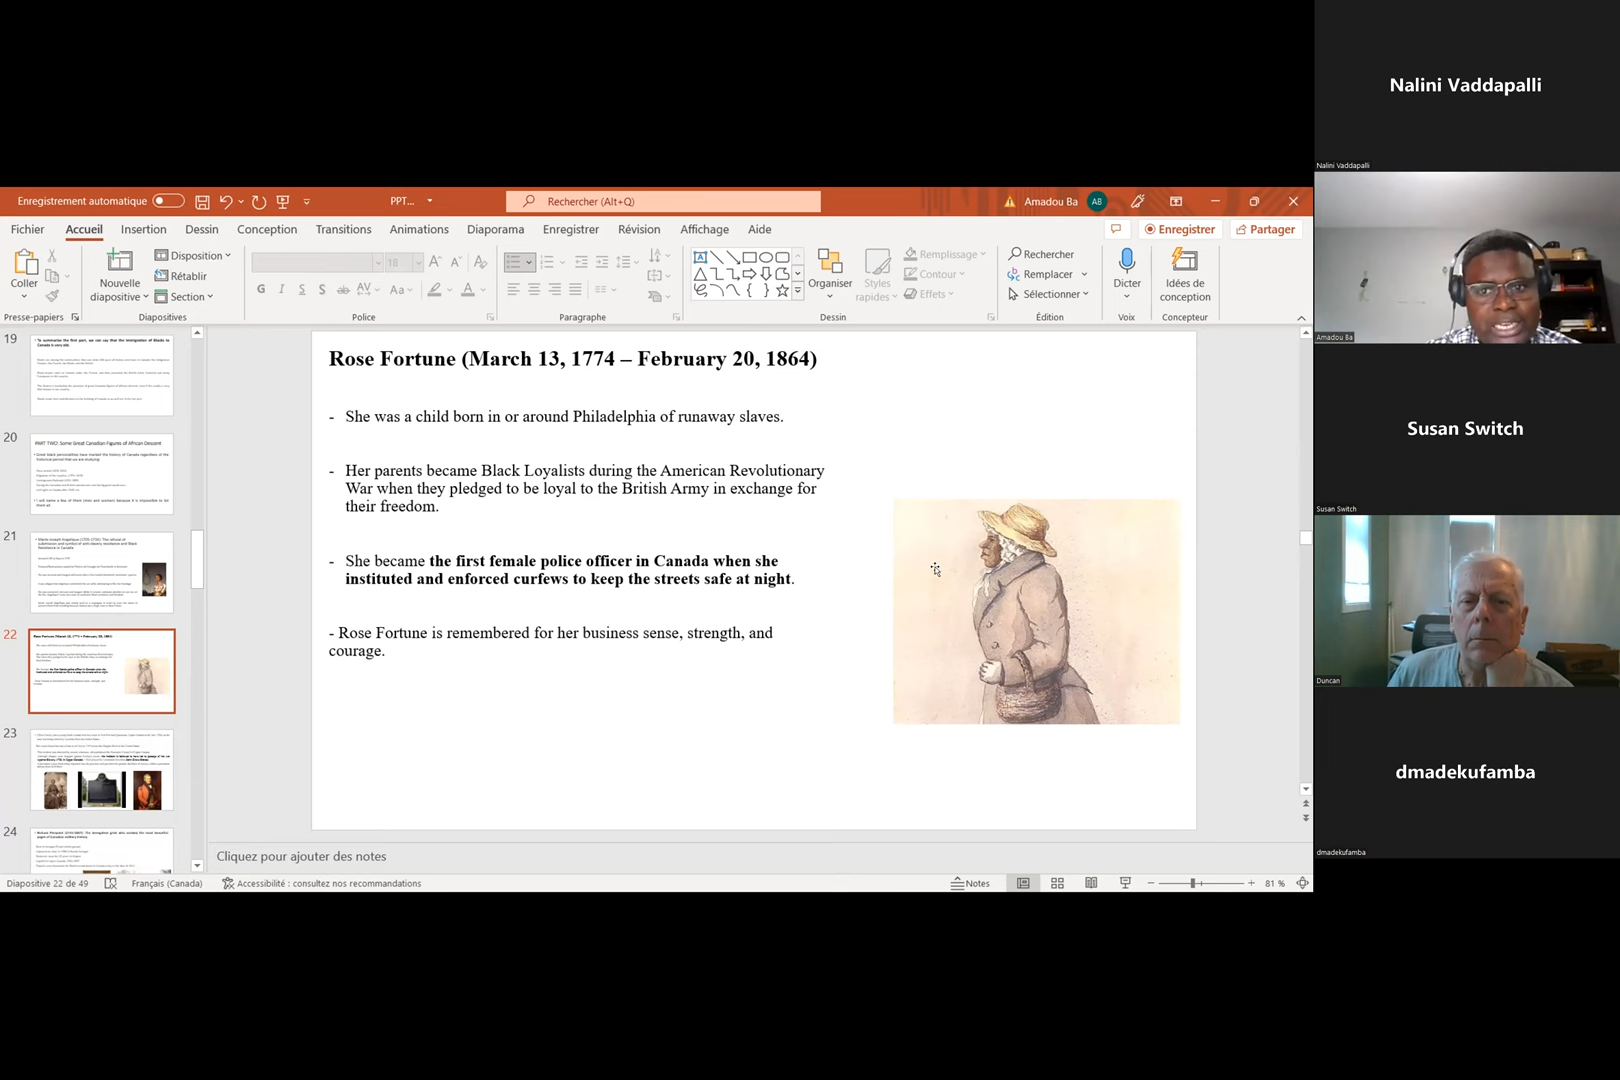 Nalini Vaddapalli
Nalini Vaddapalli
Enregistrement automatique
PPT...
Rechercher (Alt+Q)
Amadou Ba
AB
Fichier
Accueil
Insertion
Dessin
Conception
Transitions
Animations
Diaporama
Enregistrer
Révision
Affichage
Aide
Enregistrer
Partager
Coller
Nouvelle
diapositive
Disposition
Rétablir
Section
18
G I S S ab AV Aa A
Organiser
Styles
rapides
Remplissage
Contour
Effets
Rechercher
Remplacer
Sélectionner
Dicter
Idées de
conception
Presse-papiers
Diapositives
Police
Paragraphe
Dessin
Édition
Voix
Concepteur
Amadou Ba
19
20
PART TWO: Some Great Canadian Figures of African Descent
21
22
23
24
Rose Fortune (March 13, 1774 – February 20, 1864)
- She was a child born in or around Philadelphia of runaway slaves.
- Her parents became Black Loyalists during the American Revolutionary
War when they pledged to be loyal to the British Army in exchange for
their freedom.
- She became the first female police officer in Canada when she
instituted and enforced curfews to keep the streets safe at night.
- Rose Fortune is remembered for her business sense, strength, and
courage.
Susan Switch
Susan Switch
Duncan
dmadekufamba
dmadekufamba
Cliquez pour ajouter des notes
Diapositive 22 de 49
Français (Canada)
Accessibilité : consultez nos recommandations
Notes
81 %